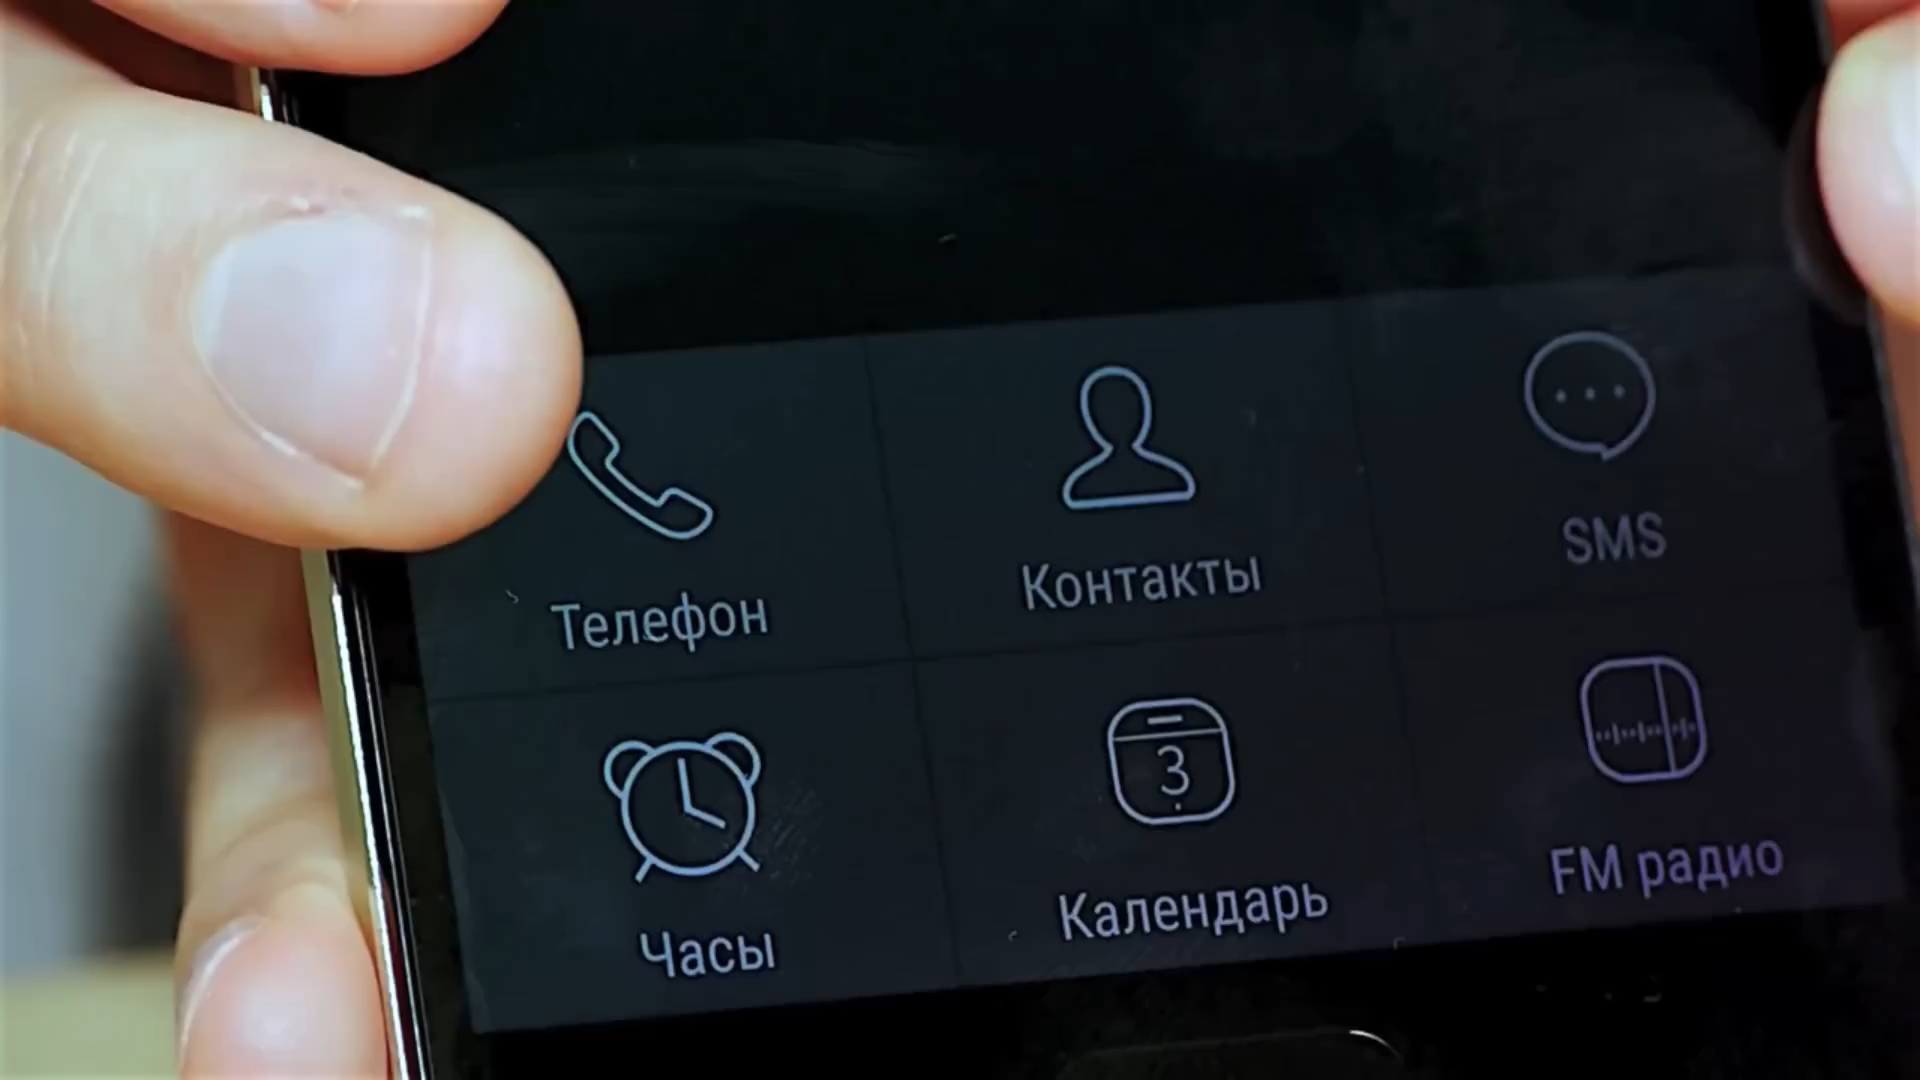 Телефон
Контакты
SMS
Часы
3
Календарь
FM радио